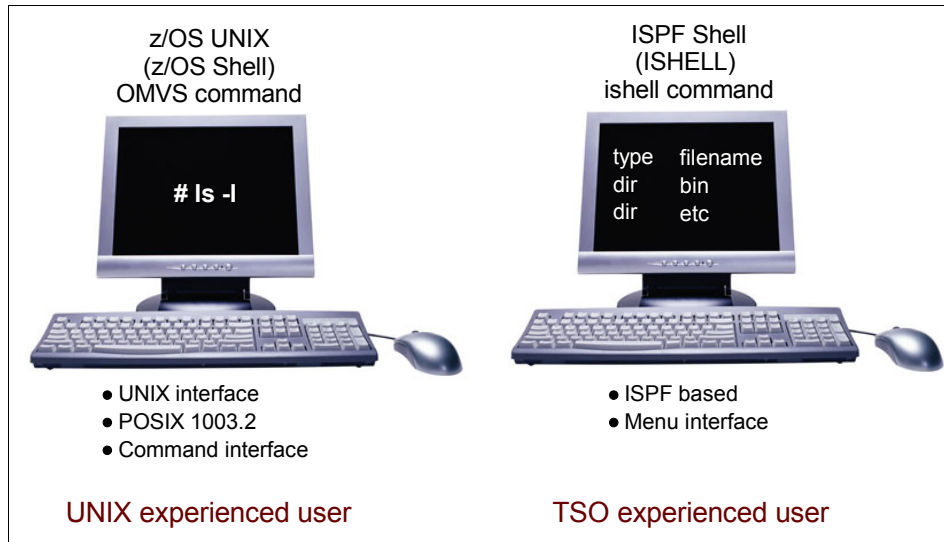 z/OS UNIX
(z/OS Shell)
OMVS command
# ls -l
● UNIX interface
● POSIX 1003.2
● Command interface
UNIX experienced user
ISPF Shell
(ISHELL)
ishell command
type filename
dir bin
dir etc
● ISPF based
● Menu interface
TSO experienced user